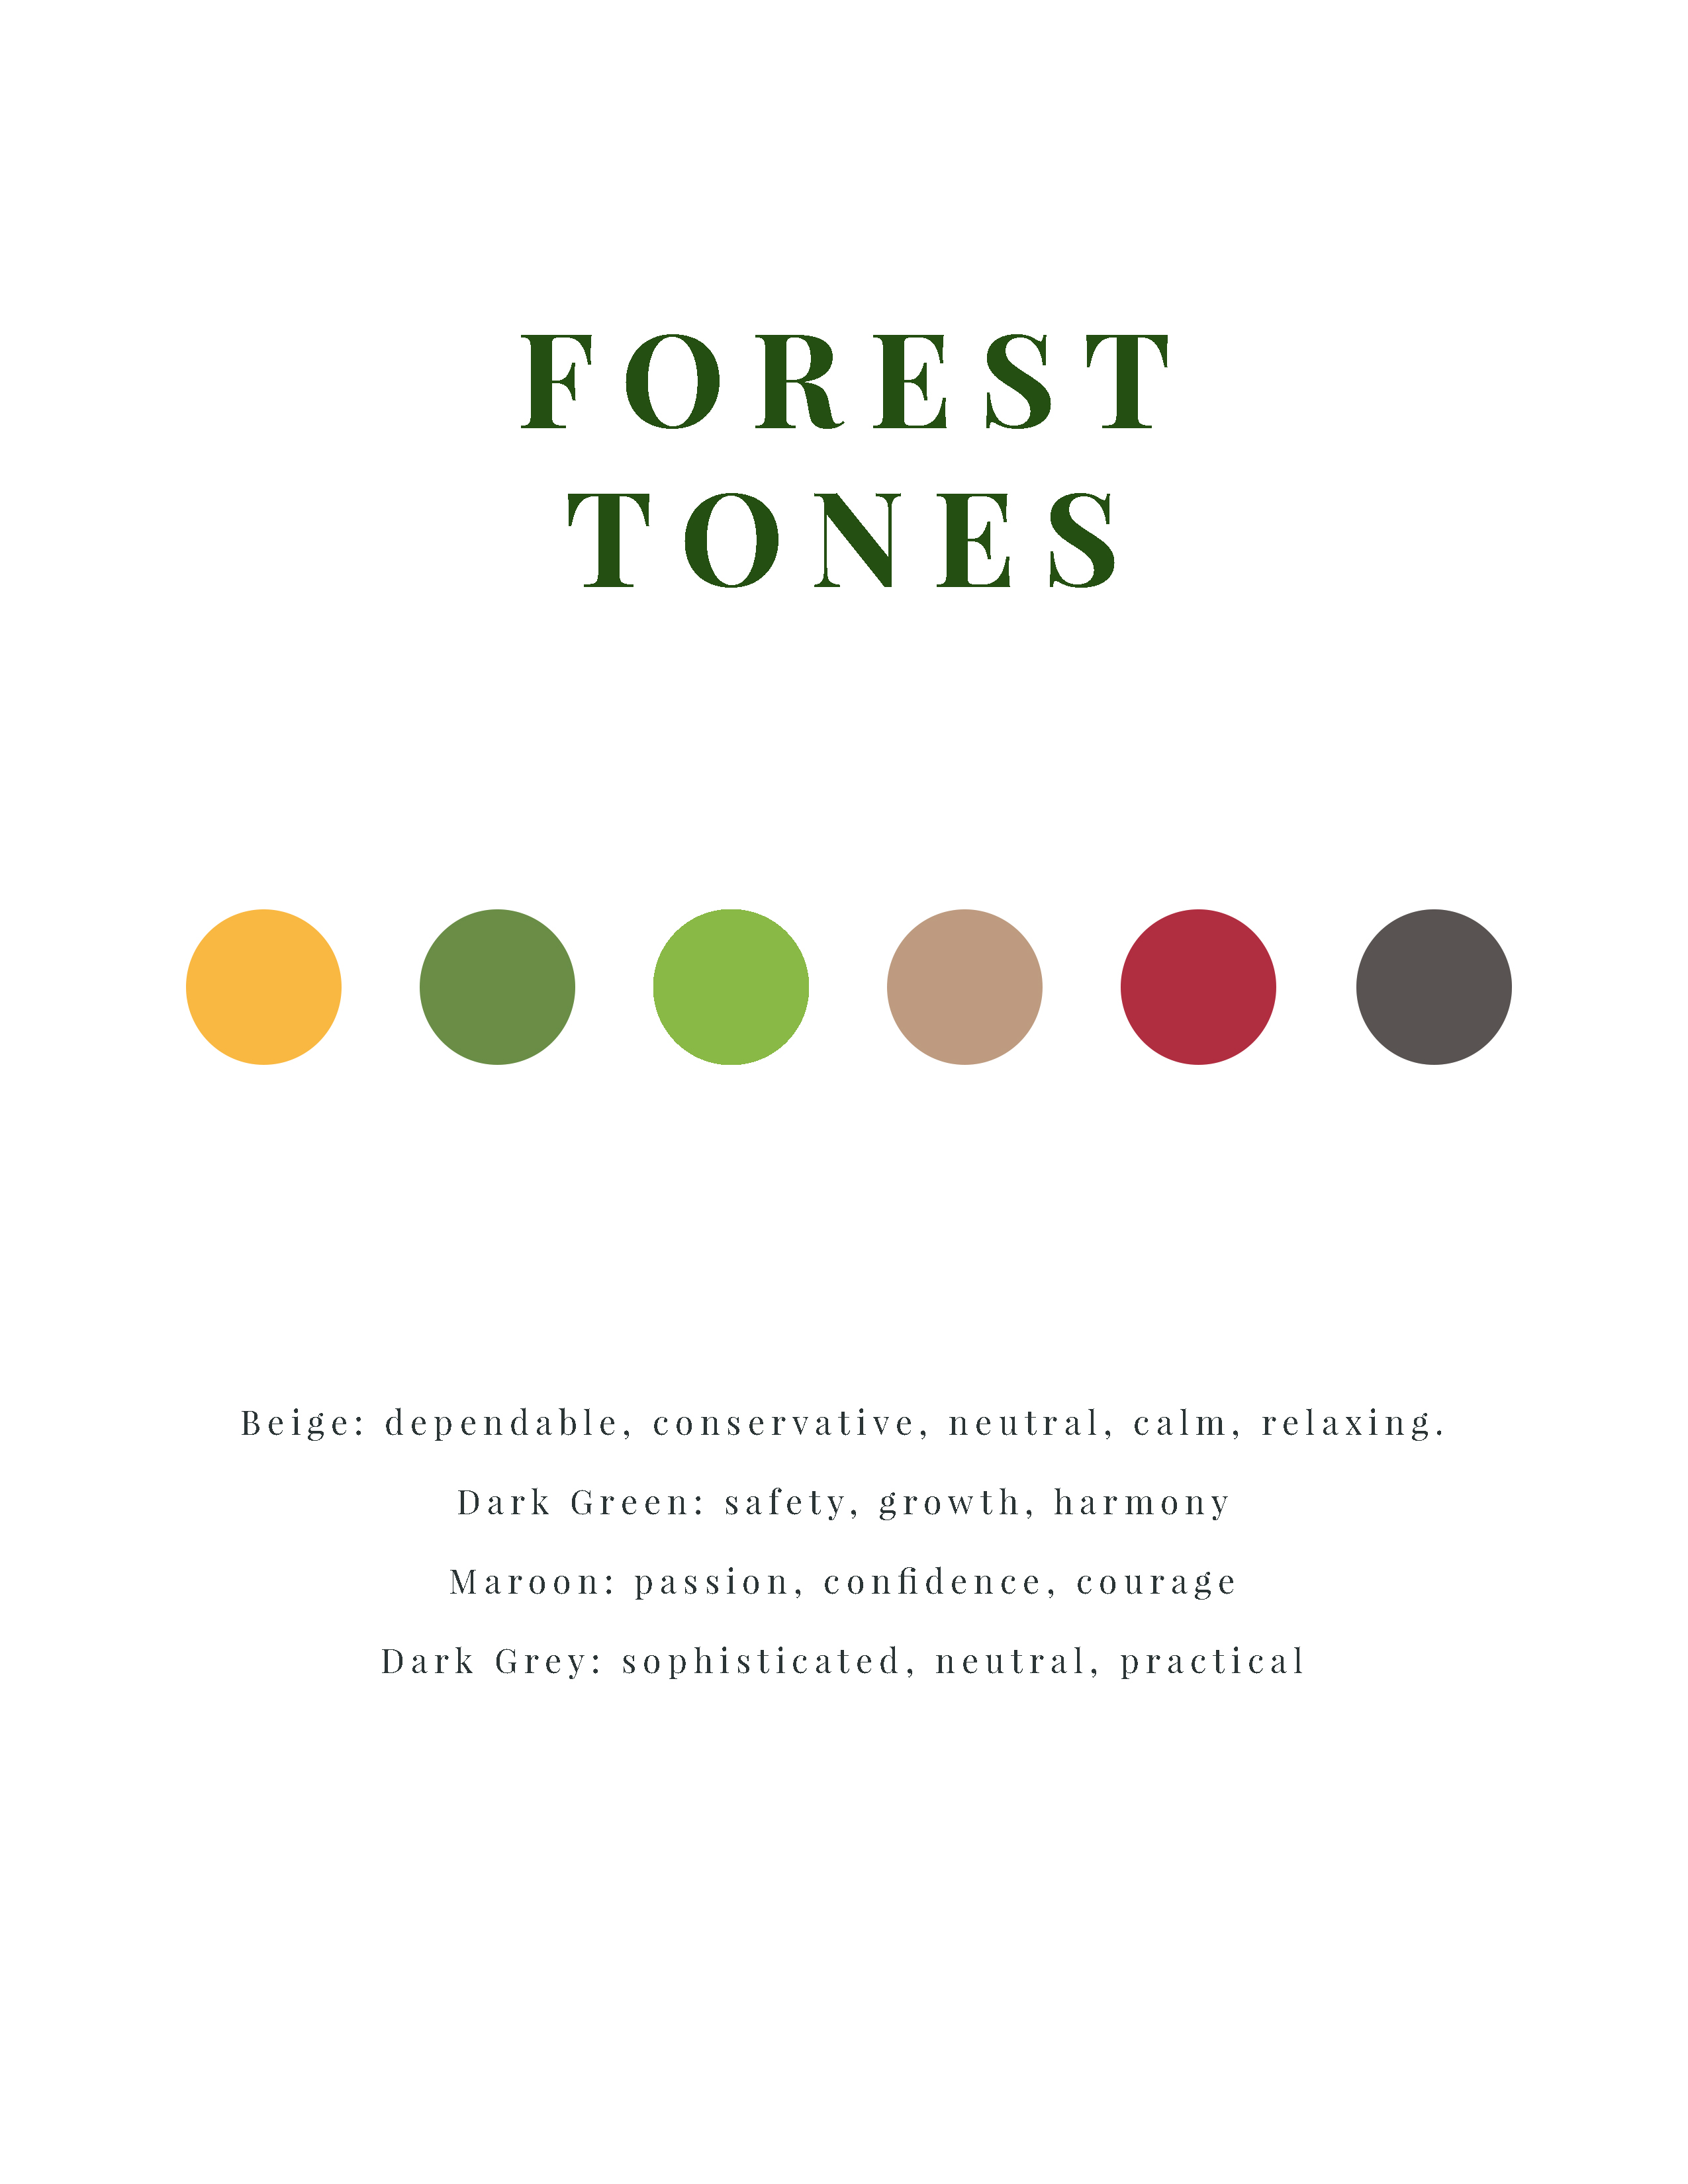 FOREST
TONES
Beige: dependable, conservative, neutral, calm, relaxing.
Dark Green: safety, growth, harmony
Maroon: passion, confidence, courage
Dark Grey: sophisticated, neutral, practical